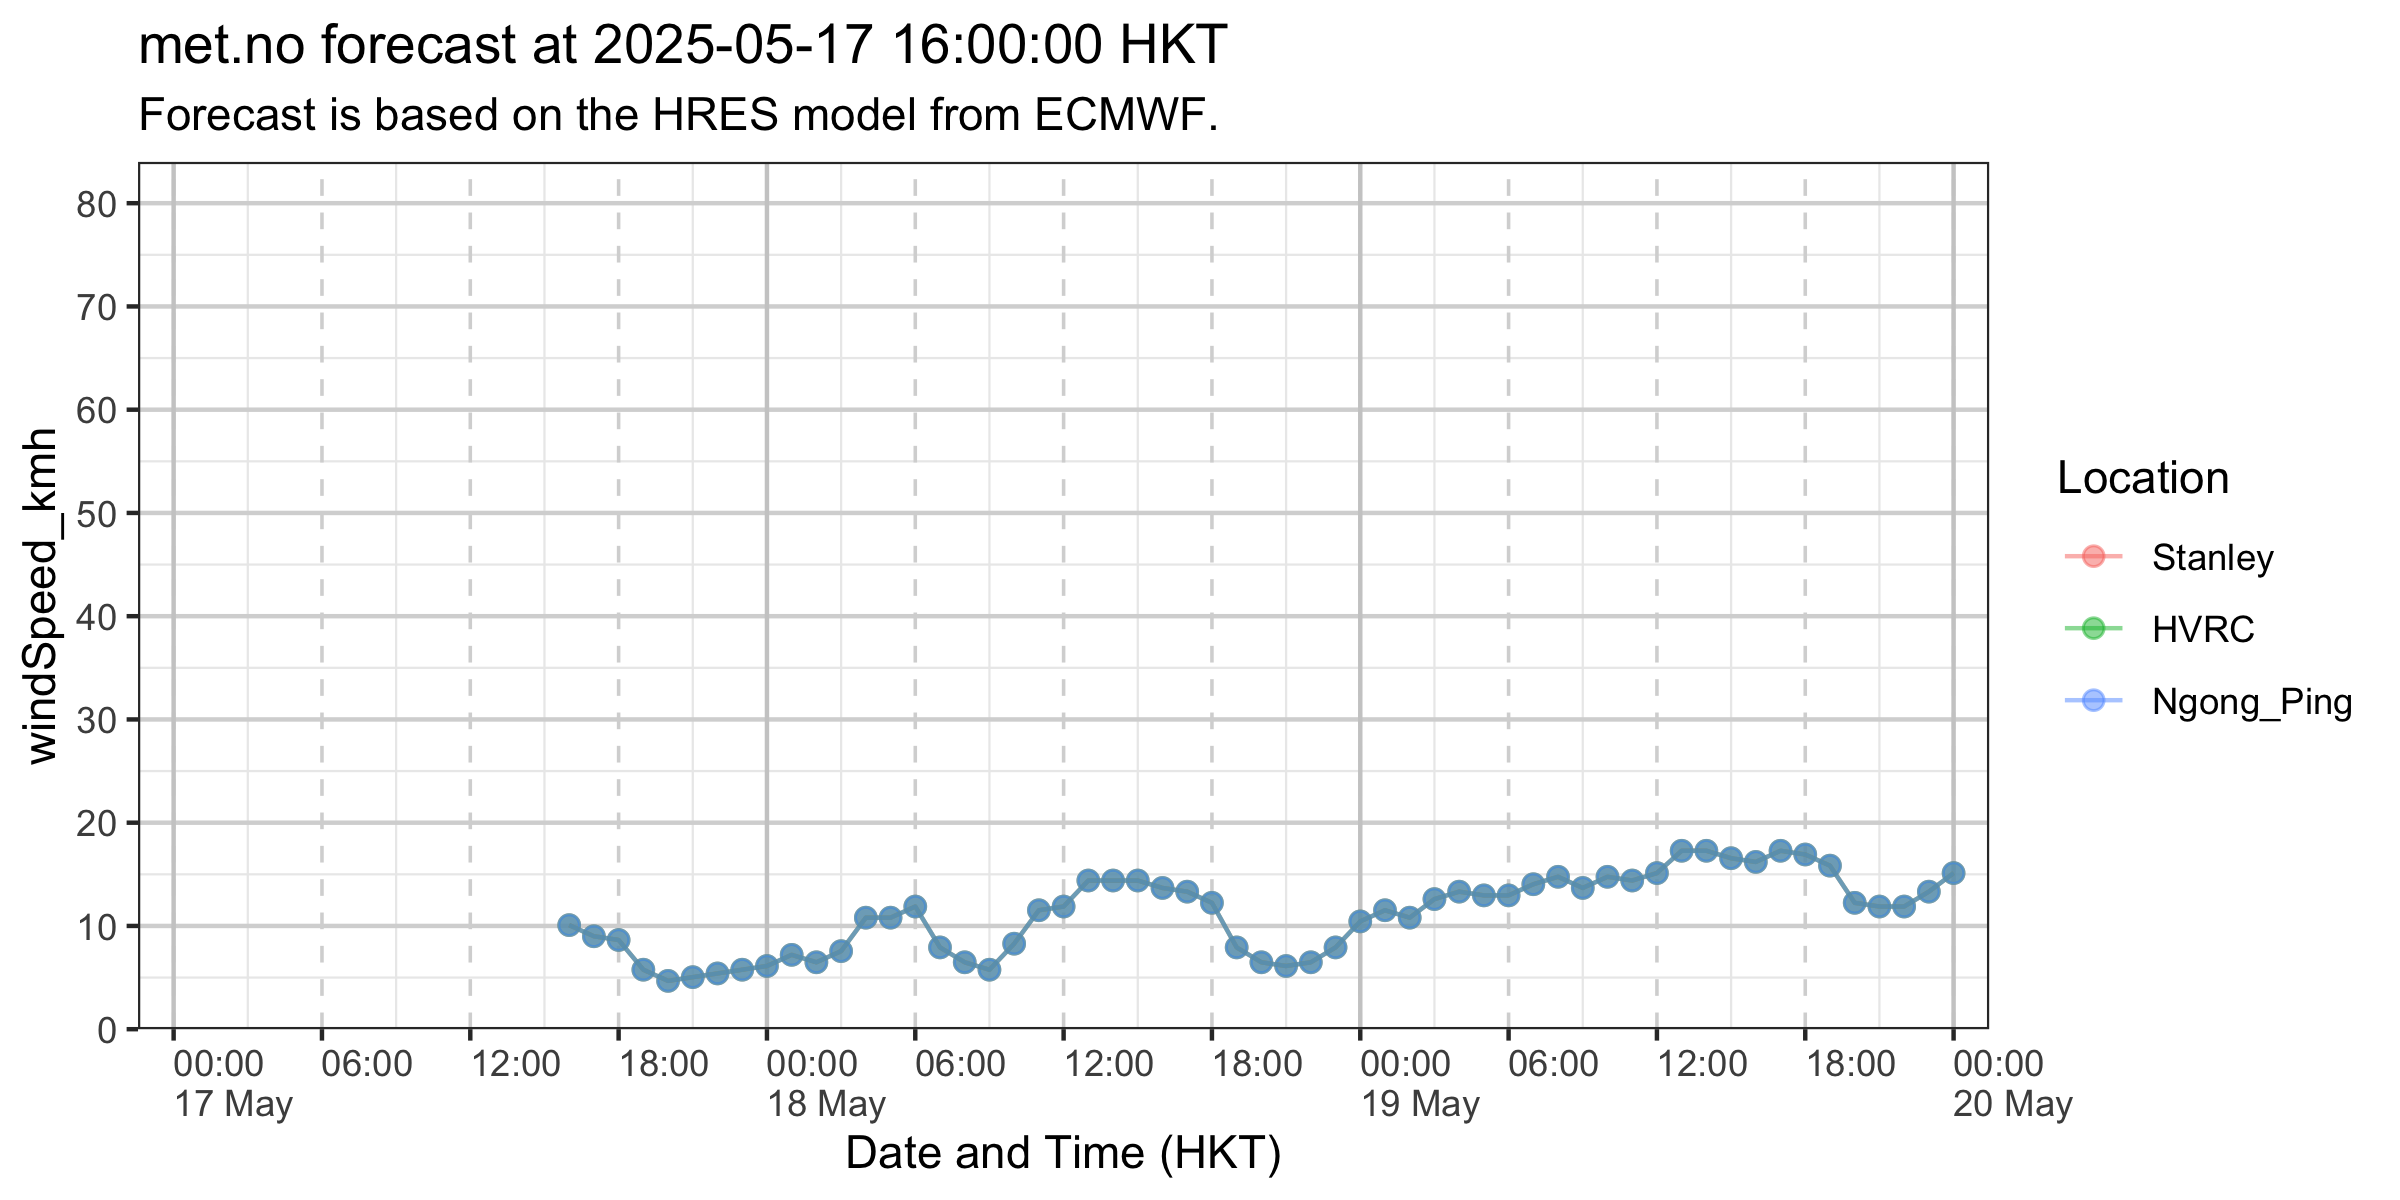 met.no forecast at 2025-05-17 16:00:00 HKT
Forecast is based on the HRES model from ECMWF.
windSpeed_kmh
80
70
60
50
40
30
20
10
0
00:00 06:00 12:00 18:00 00:00 06:00 12:00 18:00 00:00 06:00 12:00 18:00 00:00
17 May 18 May 19 May 20 May
Date and Time (HKT)
Location
Stanley
HVRC
Ngong_Ping